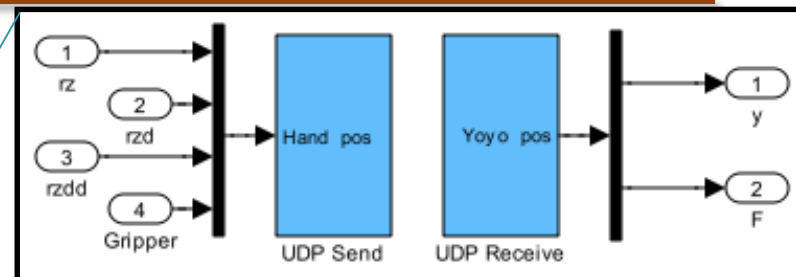 1
rz
2
rzd
3
rzdd
4
Gripper
Hand pos
UDP Send
Yoyo pos
UDP Receive
1
y
2
F